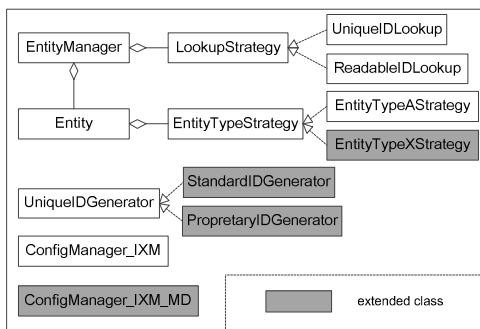 UniqueIDLookup
EntityManager
LookupStrategy
ReadableIDLookup
EntityTypeAStrategy
Entity
EntityTypeStrategy
EntityTypeXStrategy
StandardIDGenerator
UniqueIDGenerator
PropretaryIDGenerator
ConfigManager_IXM
ConfigManager_IXM_MD
extended class